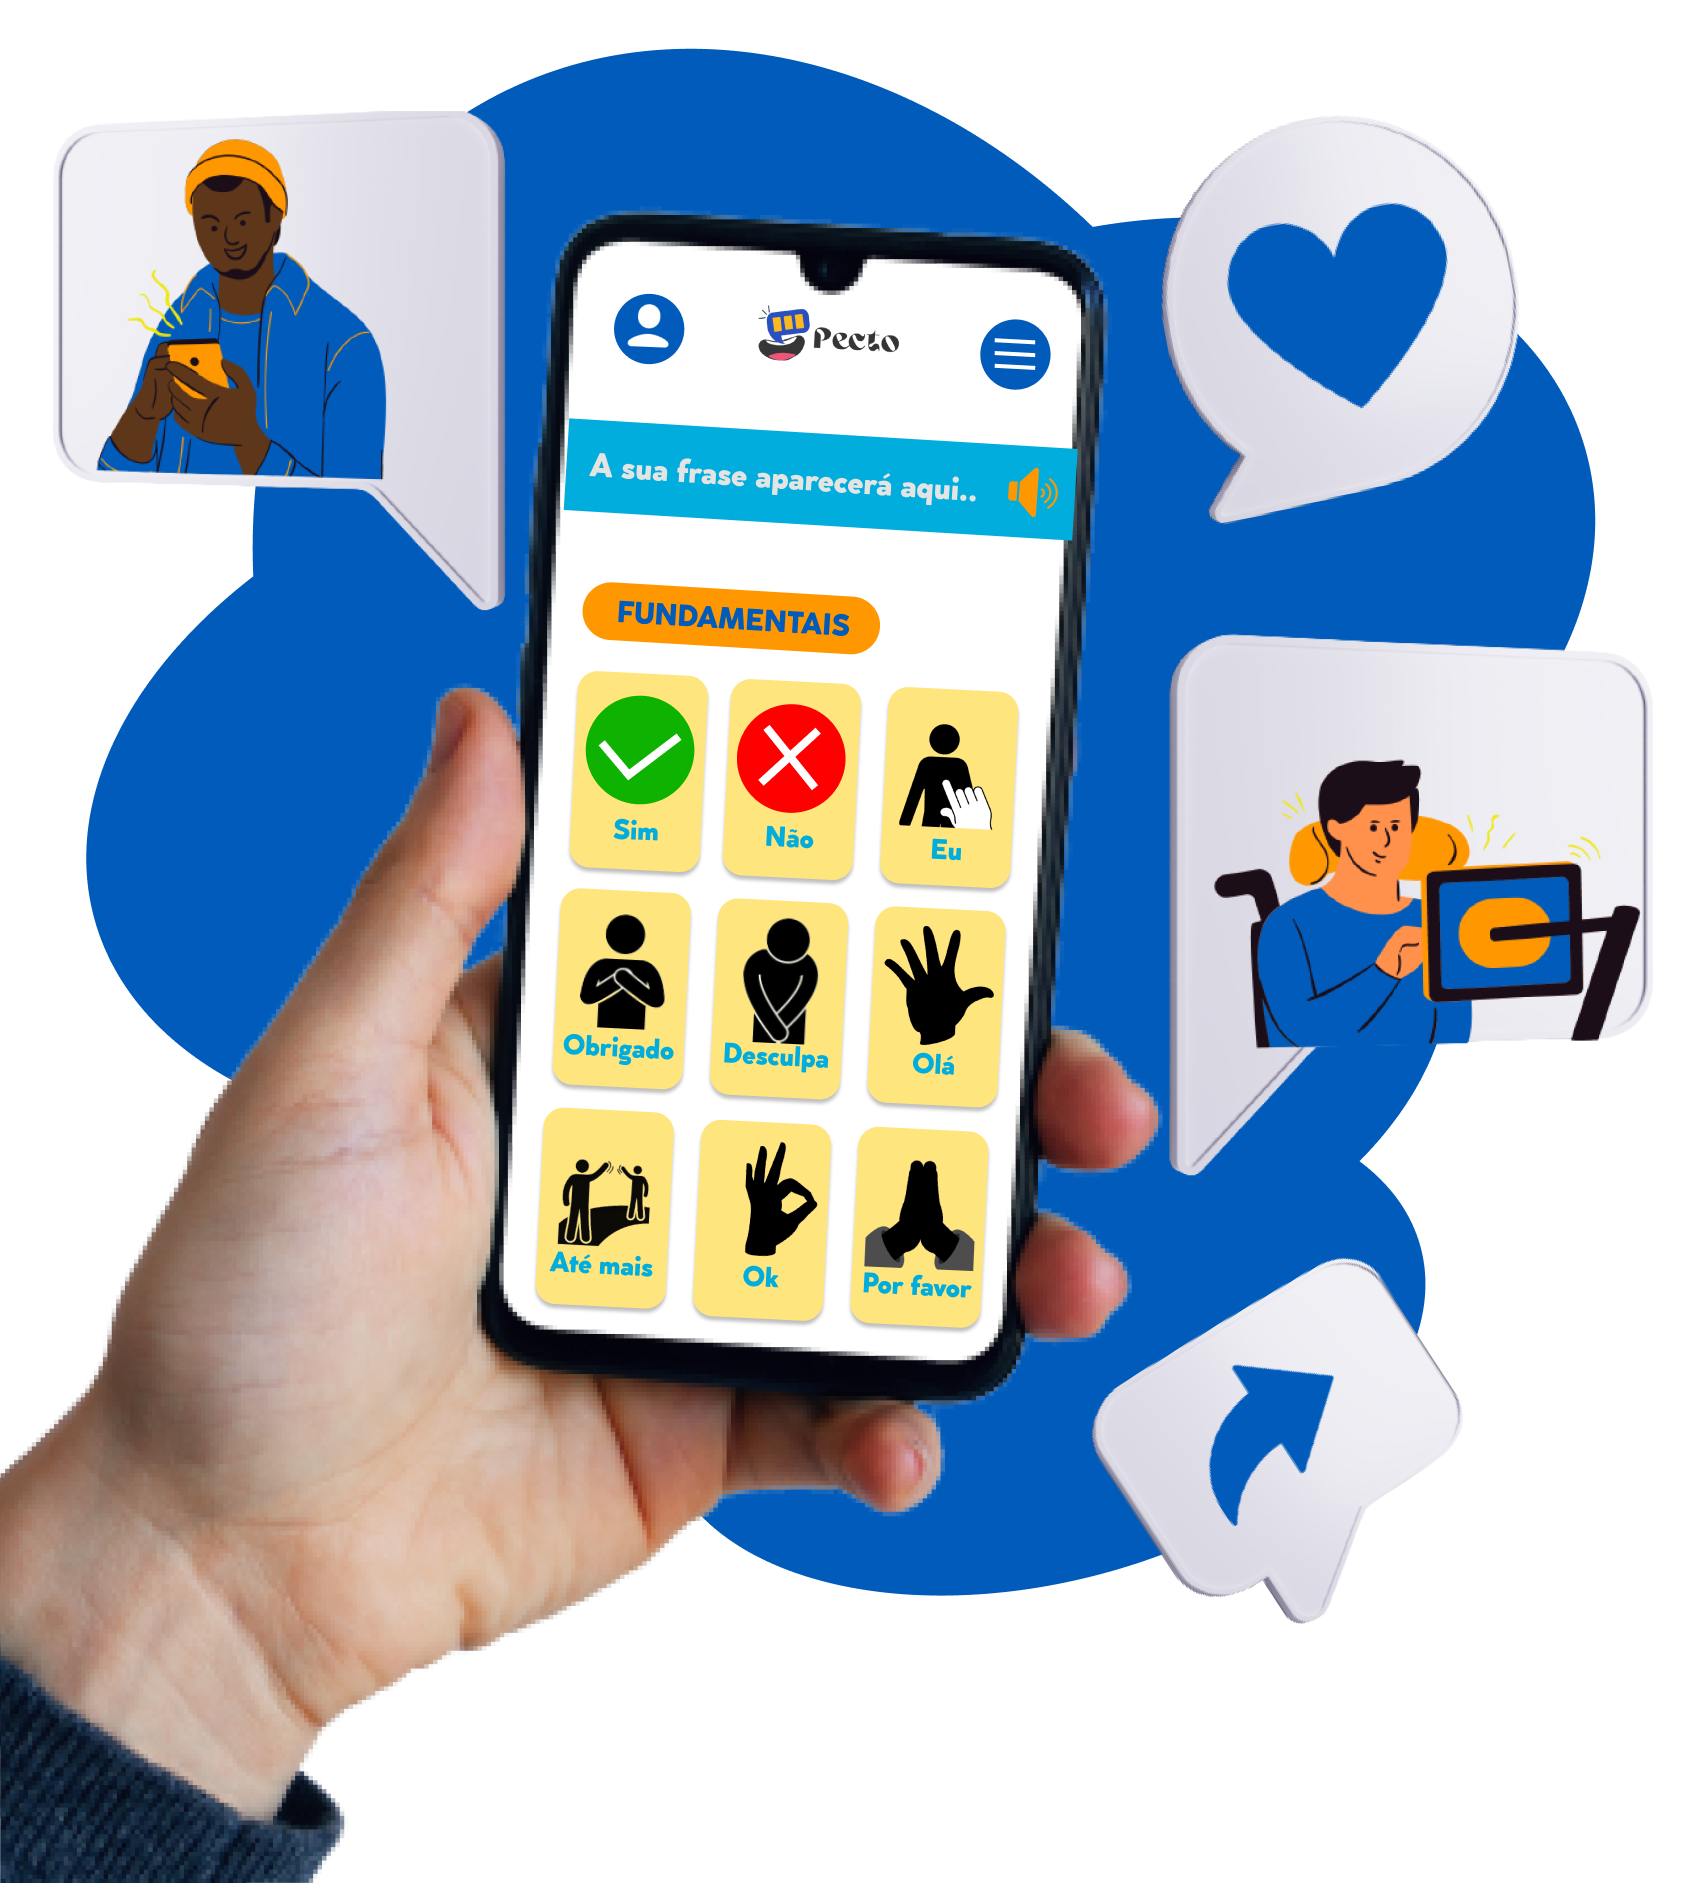 Pecto
A sua frase aparecerá aqui..
FUNDAMENTAIS
Sim
Não
Eu
Obrigado
Desculpa
Olá
Até mais
Ok
Por favor